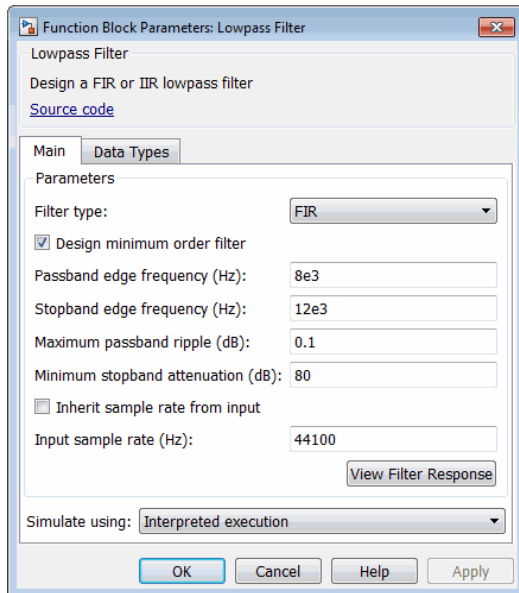 Function Block Parameters: Lowpass Filter
Lowpass Filter
Design a FIR or IIR lowpass filter
Source code
Main Data Types
Parameters
Filter type: FIR
Design minimum order filter
Passband edge frequency (Hz): 8e3
Stopband edge frequency (Hz): 12e3
Maximum passband ripple (dB): 0.1
Minimum stopband attenuation (dB): 80
Inherit sample rate from input
Input sample rate (Hz): 44100
View Filter Response
Simulate using: Interpreted execution
OK Cancel Help Apply